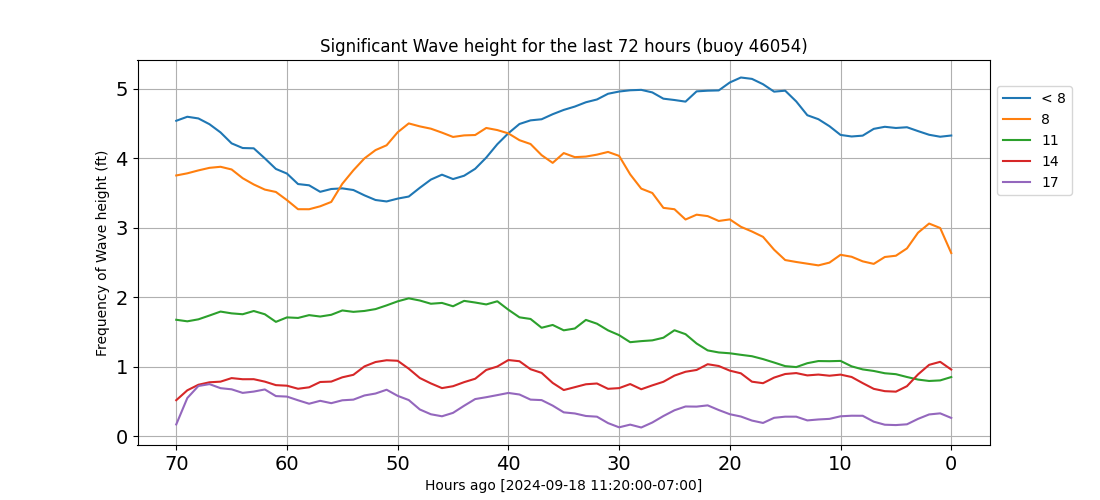 Significant Wave height for the last 72 hours (buoy 46054)
Frequency of Wave height (ft)
5
4
3
2
1
0
70 60 50 40 30 20 10 0
Hours ago [2024-09-18 11:20:00-07:00]
< 8
8
11
14
17